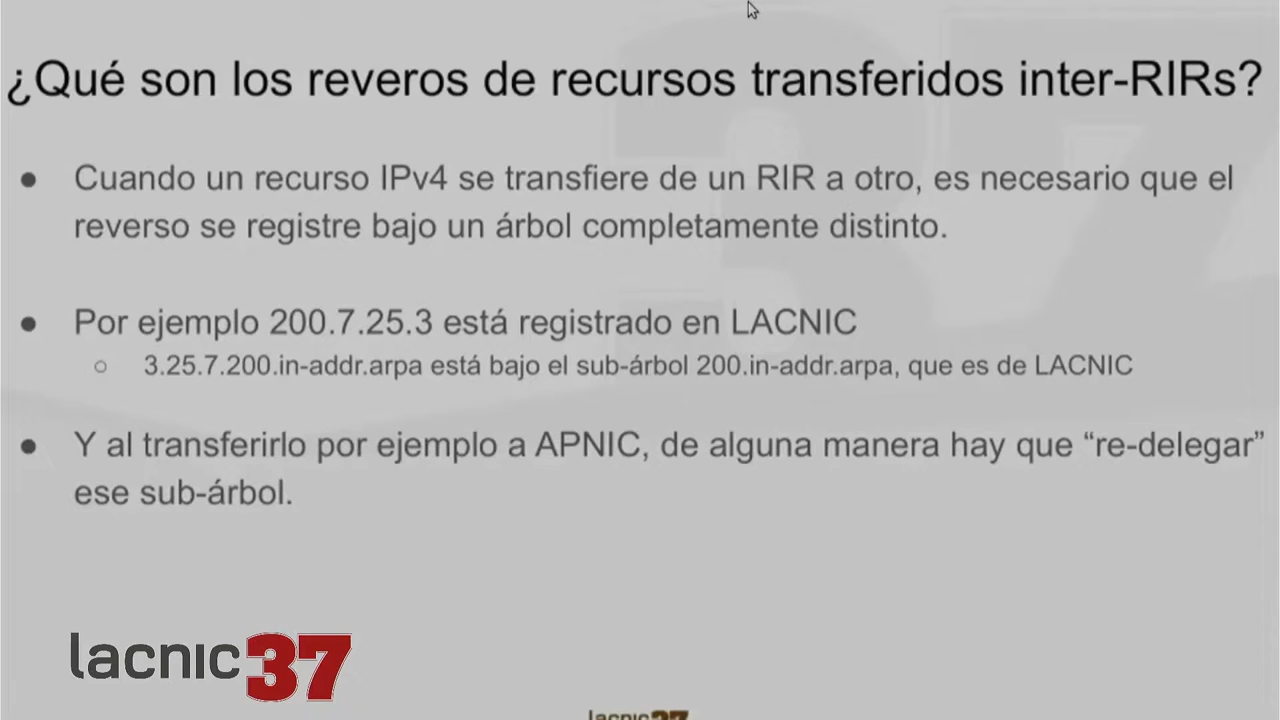 ¿Qué son los reveros de recursos transferidos inter-RIRs?
● Cuando un recurso IPv4 se transfiere de un RIR a otro, es necesario que el
reverso se registre bajo un árbol completamente distinto.
● Por ejemplo 200.7.25.3 está registrado en LACNIC
○ 3.25.7.200.in-addr.arpa está bajo el sub-árbol 200.in-addr.arpa, que es de LACNIC
● Y al transferirlo por ejemplo a APNIC, de alguna manera hay que “re-delegar”
ese sub-árbol.
lacnic37
lacnic37